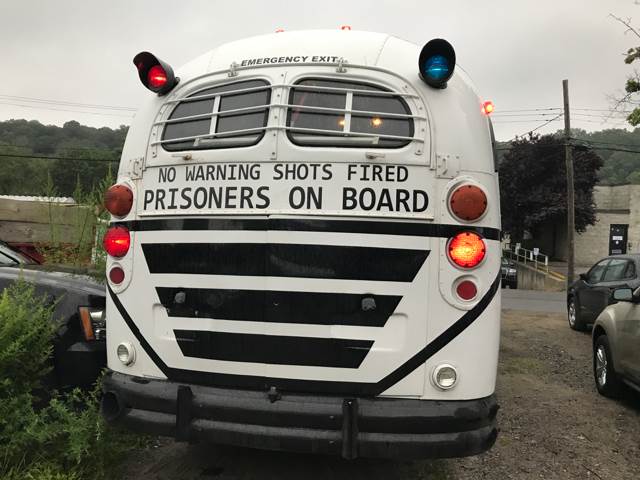 EMERGENCY EXIT
NO WARNING SHOTS FIRED
PRISONERS ON BOARD